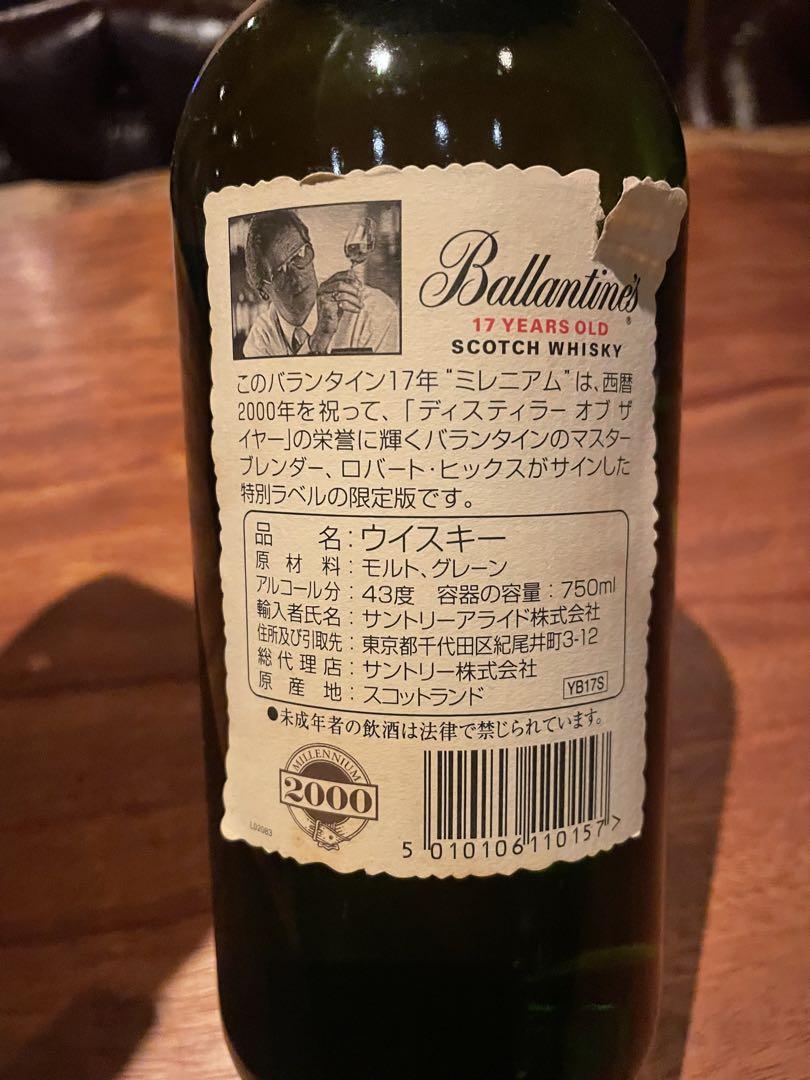 Ballantine's
®
17 YEARS OLD
SCOTCH WHISKY
このバランタイン17年“ミレニアム”は、西暦
2000年を祝って、「ディスティラー オブ ザ
イヤー」の栄誉に輝くバランタインのマスター
ブレンダー、ロバート・ヒックスがサインした
特別ラベルの限定版です。
品名：ウイスキー
原材料：モルト、グレーン
アルコール分：43度 容器の容量：750ml
輸入者氏名：サントリーアライド株式会社
住所及び引取先：東京都千代田区紀尾井町3-12
総代理店：サントリー株式会社
原産地：スコットランド YB17S
●未成年者の飲酒は法律で禁じられています。
MILLENNIUM
2000
L02083
5 010106 110157 >